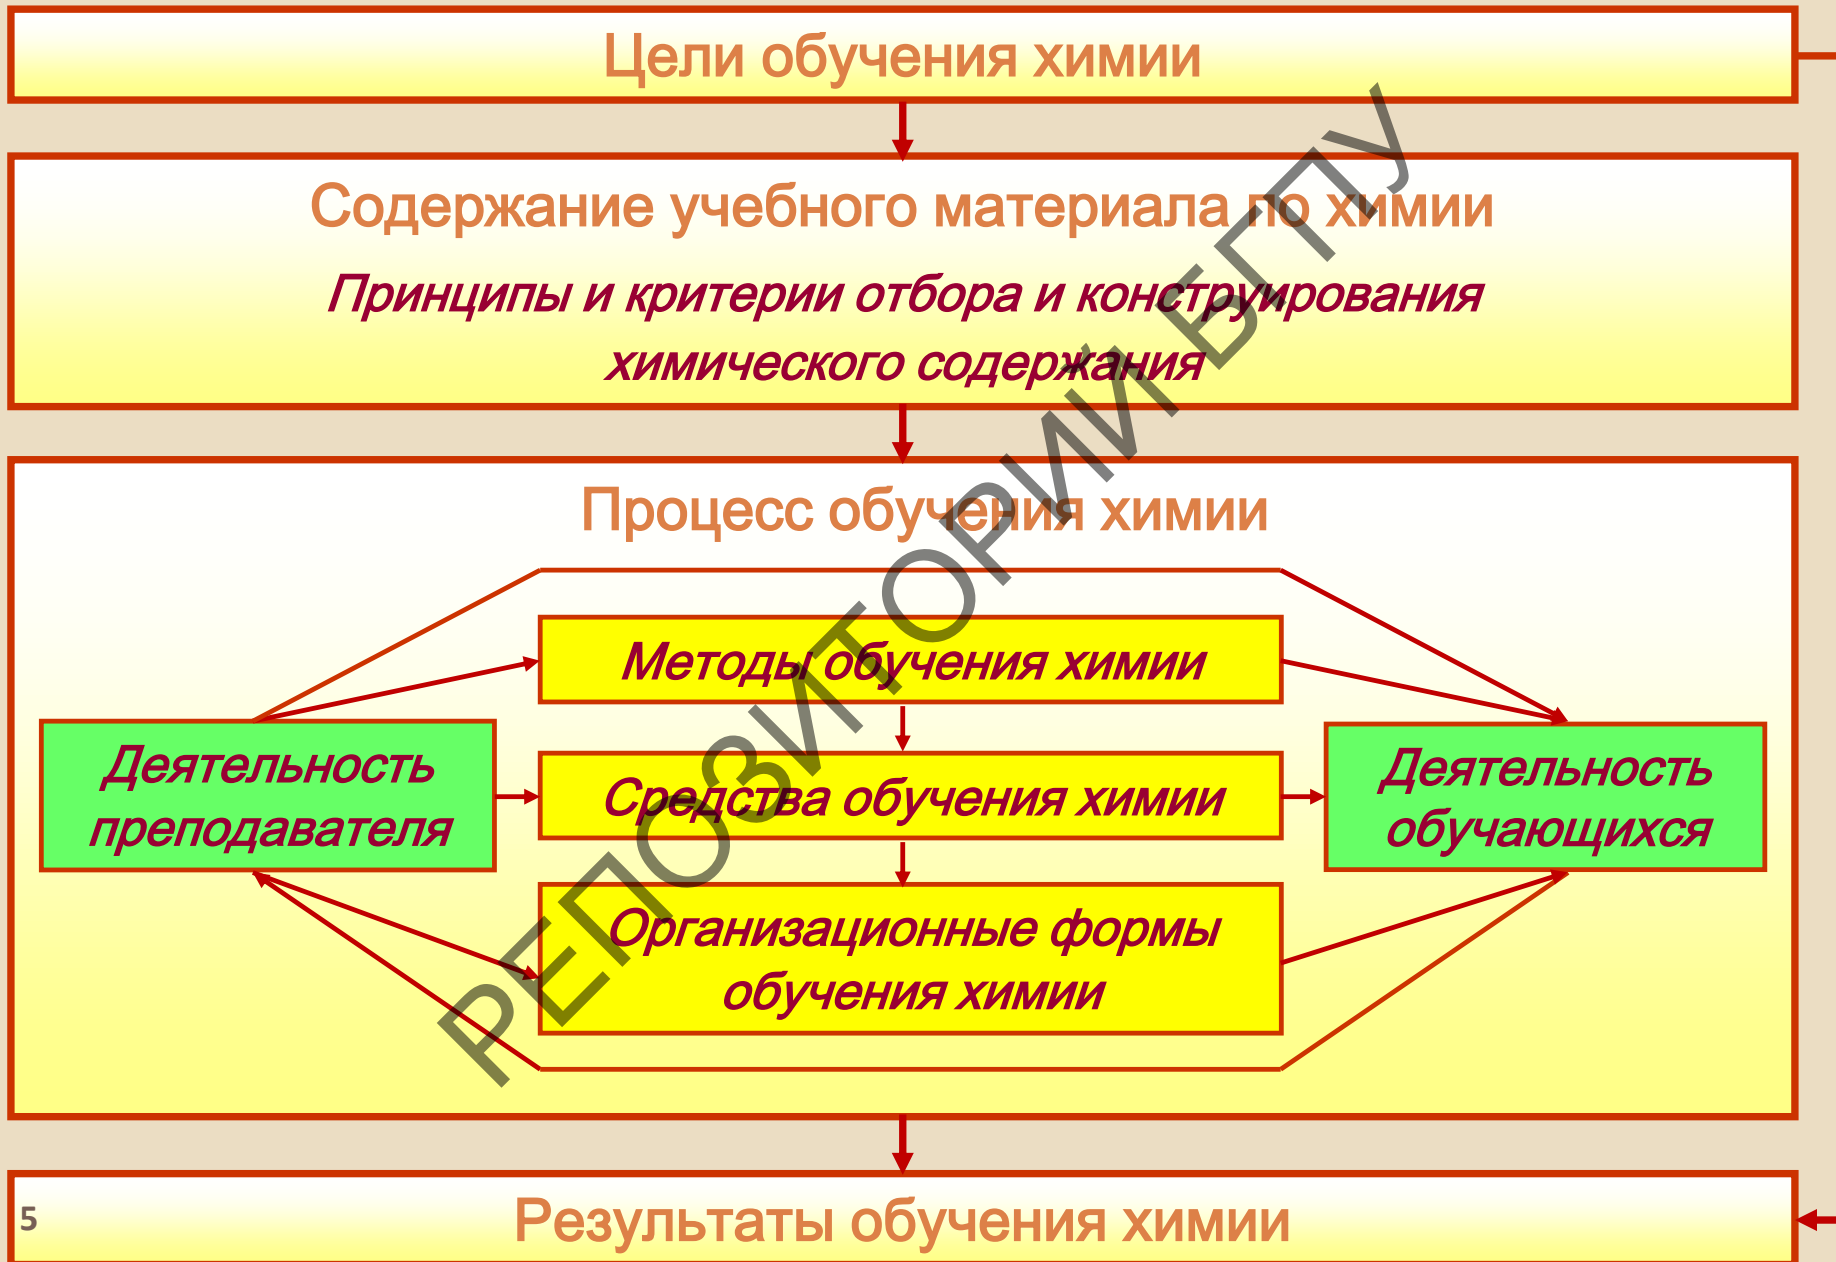 Цели обучения химии
Содержание учебного материала по химии
Принципы и критерии отбора и конструирования
химического содержания
Процесс обучения химии
Методы обучения химии
Деятельность
преподавателя
Средства обучения химии
Деятельность
обучающихся
Организационные формы
обучения химии
Результаты обучения химии
5
РЕПОЗИТОРИЙ БГПУ